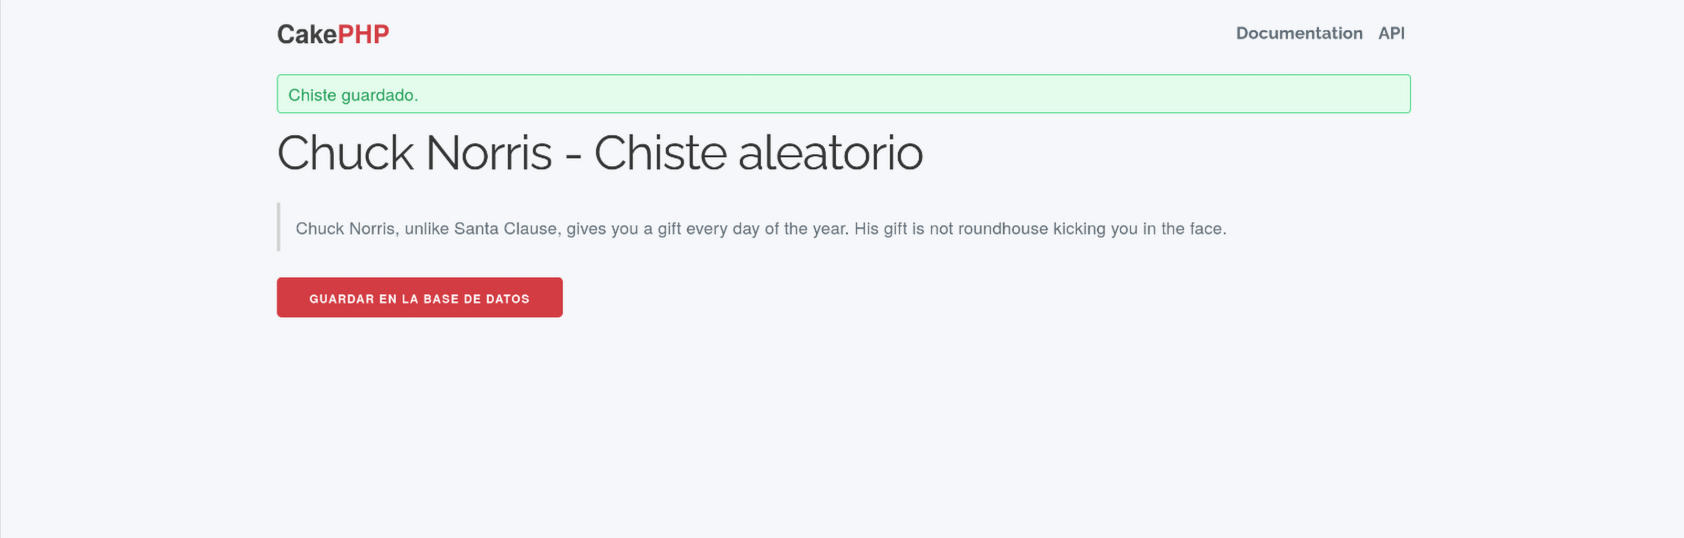 CakePHP
Documentation API
Chiste guardado.
Chuck Norris - Chiste aleatorio
Chuck Norris, unlike Santa Clause, gives you a gift every day of the year. His gift is not roundhouse kicking you in the face.
GUARDAR EN LA BASE DE DATOS